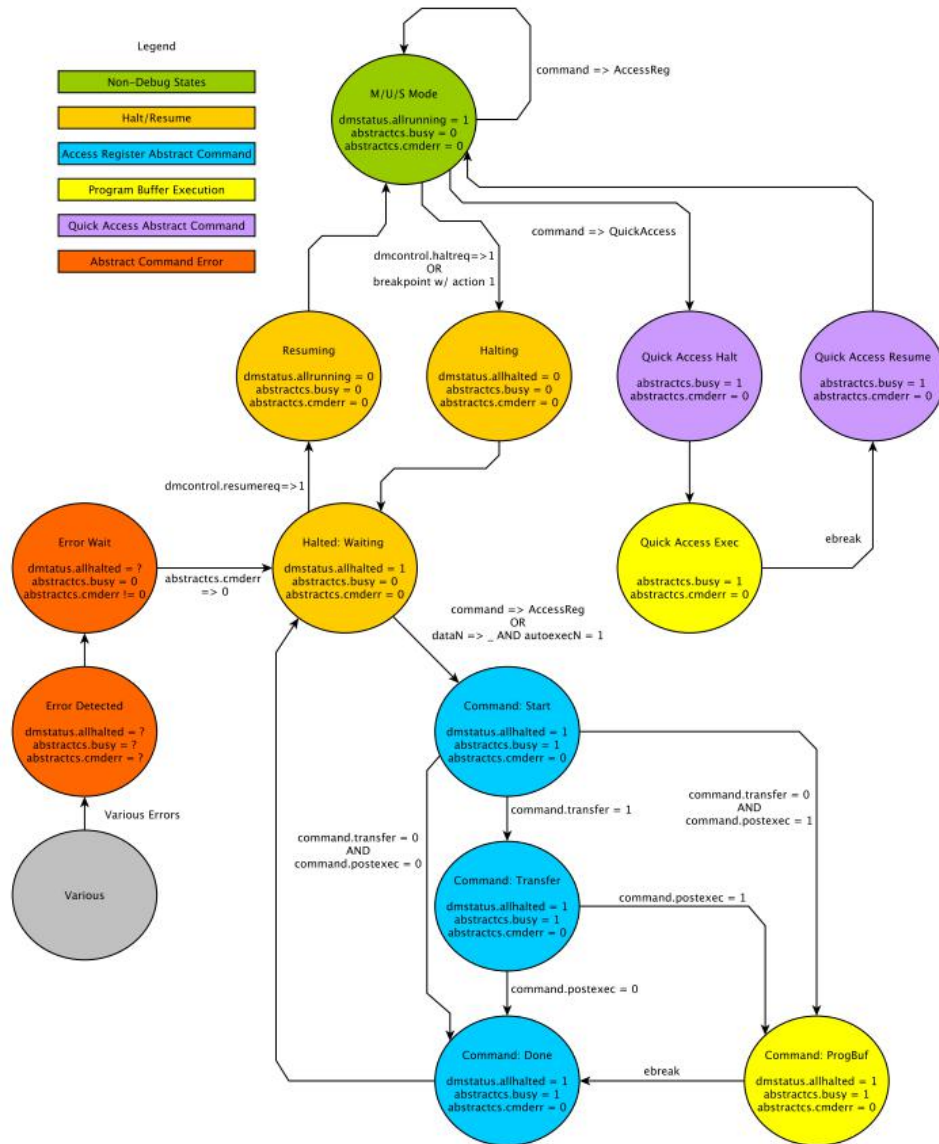 Legend
Non-Debug States
Halt/Resume
Access Register Abstract Command
Program Buffer Execution
Quick Access Abstract Command
Abstract Command Error
M/U/S Mode
dmstatus.allrunning = 1
abstractcs.busy = 0
abstractcs.cmderr = 0
command => AccessReg
dmcontrol.haltreq=>1
OR
breakpoint w/ action 1
command => QuickAccess
Resuming
dmstatus.allrunning = 0
abstractcs.busy = 0
abstractcs.cmderr = 0
Halting
dmstatus.allhalted = 0
abstractcs.busy = 0
abstractcs.cmderr = 0
Quick Access Halt
abstractcs.busy = 1
abstractcs.cmderr = 0
Quick Access Resume
abstractcs.busy = 1
abstractcs.cmderr = 0
dmcontrol.resumereq=>1
Error Wait
dmstatus.allhalted = ?
abstractcs.busy = 0
abstractcs.cmderr != 0
abstractcs.cmderr
=> 0
Halted: Waiting
dmstatus.allhalted = 1
abstractcs.busy = 0
abstractcs.cmderr = 0
Quick Access Exec
abstractcs.busy = 1
abstractcs.cmderr = 0
ebreak
command => AccessReg
OR
dataN => _ AND autoexecN = 1
Error Detected
dmstatus.allhalted = ?
abstractcs.busy = ?
abstractcs.cmderr = ?
Command: Start
dmstatus.allhalted = 1
abstractcs.busy = 1
abstractcs.cmderr = 0
Various Errors
command.transfer = 1
command.transfer = 0
AND
command.postexec = 1
command.transfer = 0
AND
command.postexec = 0
Various
Command: Transfer
dmstatus.allhalted = 1
abstractcs.busy = 1
abstractcs.cmderr = 0
command.postexec = 1
command.postexec = 0
Command: Done
dmstatus.allhalted = 1
abstractcs.busy = 1
abstractcs.cmderr = 0
ebreak
Command: ProgBuf
dmstatus.allhalted = 1
abstractcs.busy = 1
abstractcs.cmderr = 0